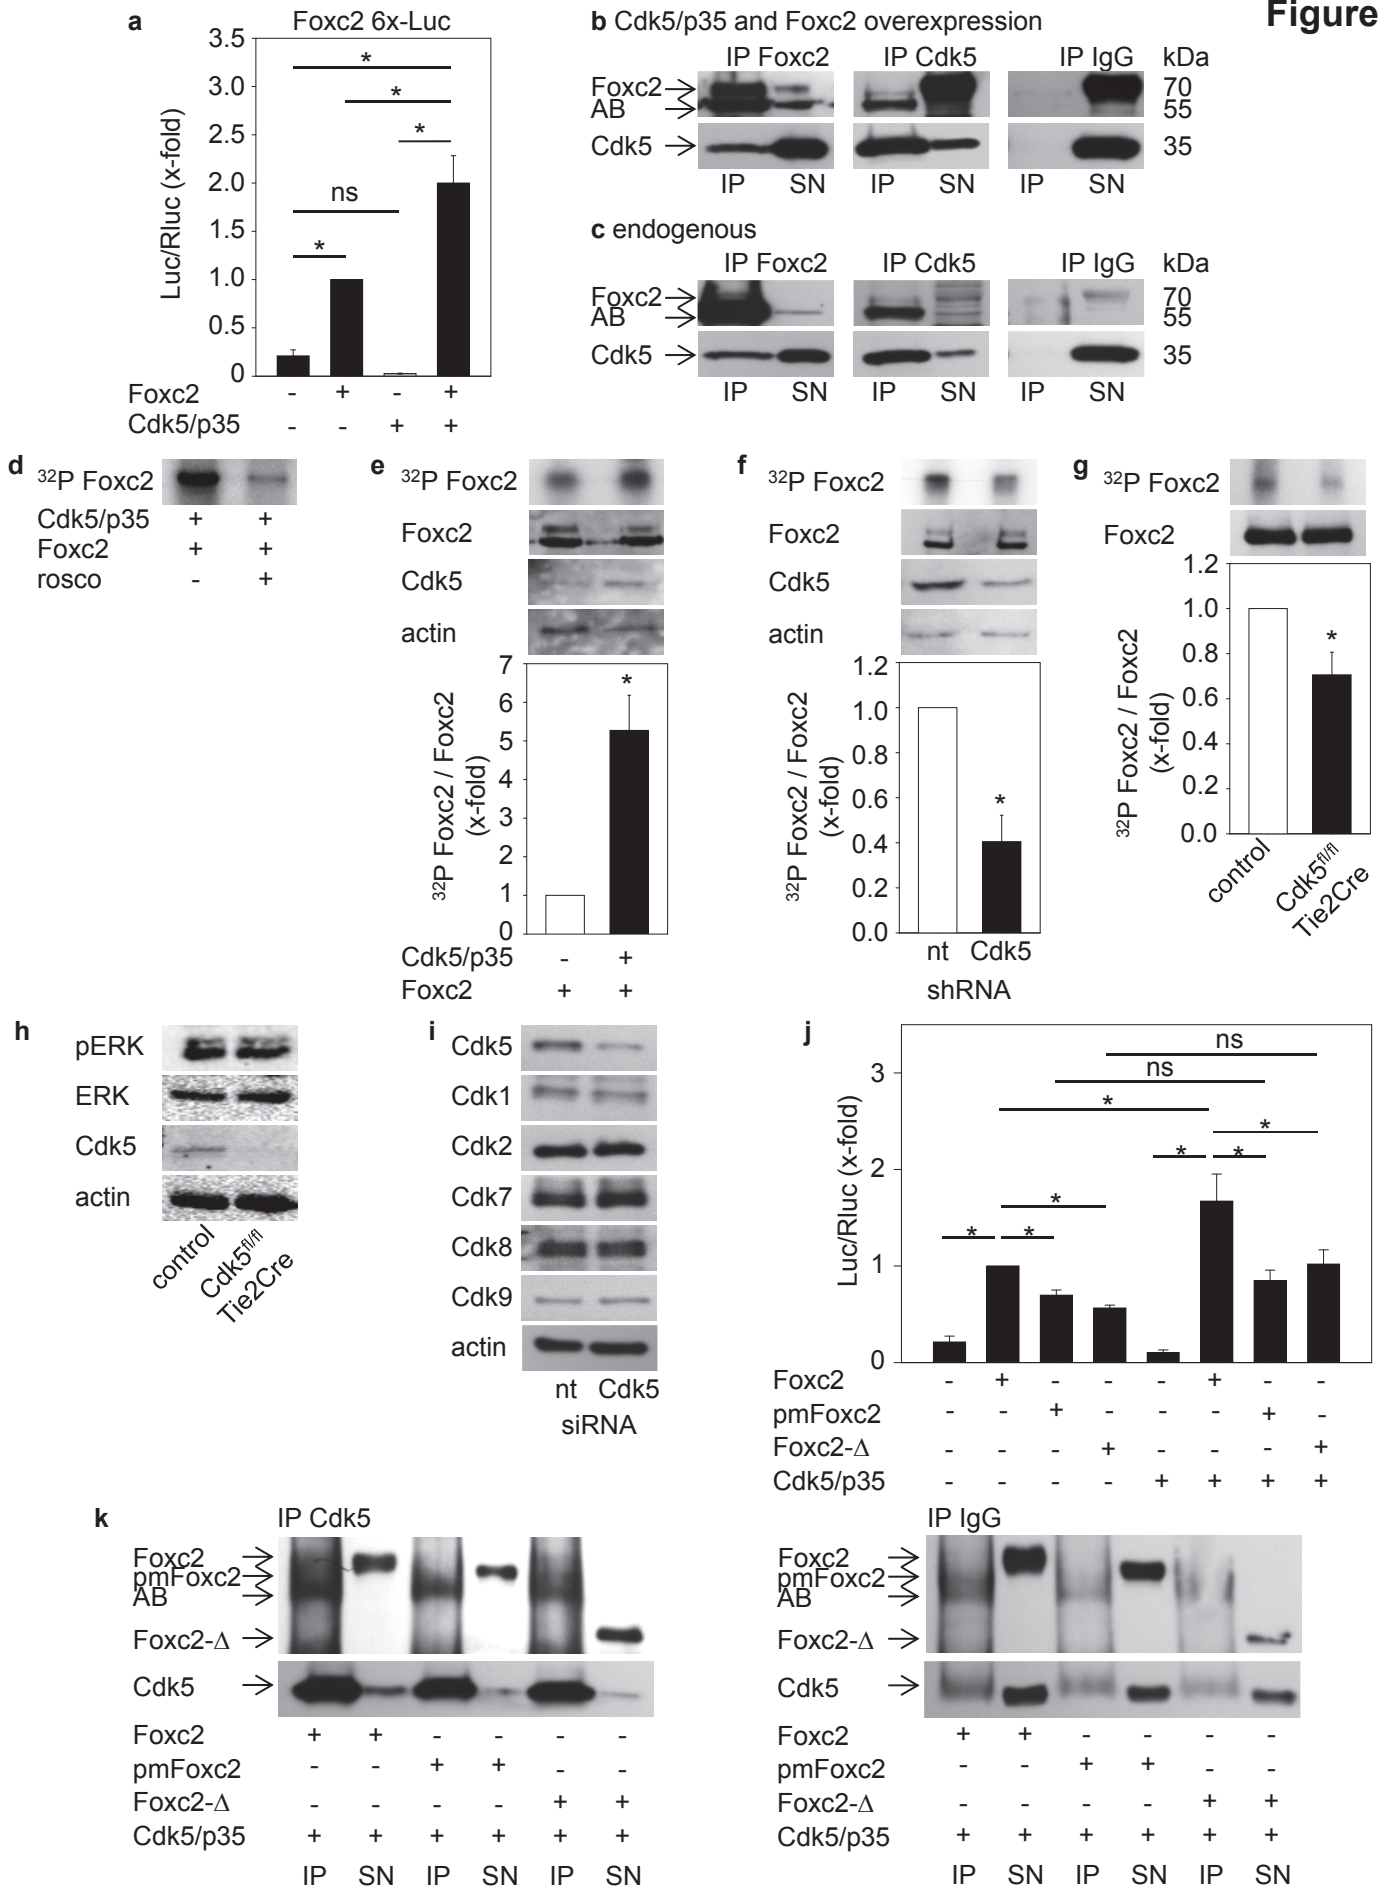 Figure
a Foxc2 6x-Luc
Luc/Rluc (x-fold)
3.5
3.0
2.5
2.0
1.5
1.0
0.5
0
*
*
*
ns
*
Foxc2 - + - +
Cdk5/p35 - - + +
b Cdk5/p35 and Foxc2 overexpression
IP Foxc2 IP Cdk5 IP IgG kDa
Foxc2 70
AB 55
Cdk5 35
IP SN IP SN IP SN
c endogenous
IP Foxc2 IP Cdk5 IP IgG kDa
Foxc2 70
AB 55
Cdk5 35
IP SN IP SN IP SN
d
32P Foxc2
Cdk5/p35 + +
Foxc2 + +
rosco - +
e
32P Foxc2
Foxc2
Cdk5
actin
32P Foxc2 / Foxc2
(x-fold)
7
6
5
4
3
2
1
0
*
Cdk5/p35 - +
Foxc2 + +
f
32P Foxc2
Foxc2
Cdk5
actin
32P Foxc2 / Foxc2
(x-fold)
1.2
1.0
0.8
0.6
0.4
0.2
0.0
*
nt Cdk5
shRNA
g
32P Foxc2
Foxc2
32P Foxc2 / Foxc2
(x-fold)
1.2
1.0
0.8
0.6
0.4
0.2
0.0
*
control
Cdk5fl/fl
Tie2Cre
h
pERK
ERK
Cdk5
actin
control
Cdk5fl/fl
Tie2Cre
i
Cdk5
Cdk1
Cdk2
Cdk7
Cdk8
Cdk9
actin
nt Cdk5
siRNA
j
Luc/Rluc (x-fold)
3
2
1
0
ns
ns
*
*
* *
*
* *
Foxc2 - + - - - + - -
pmFoxc2 - - + - - - + -
Foxc2-Δ - - - + - - - +
Cdk5/p35 - - - - + + + +
k
IP Cdk5
Foxc2
pmFoxc2
AB
Foxc2-Δ
Cdk5
Foxc2 + + - - - -
pmFoxc2 - - + + - -
Foxc2-Δ - - - - + +
Cdk5/p35 + + + + + +
IP SN IP SN IP SN
IP IgG
Foxc2
pmFoxc2
AB
Foxc2-Δ
Cdk5
Foxc2 + + - - - -
pmFoxc2 - - + + - -
Foxc2-Δ - - - - + +
Cdk5/p35 + + + + + +
IP SN IP SN IP SN